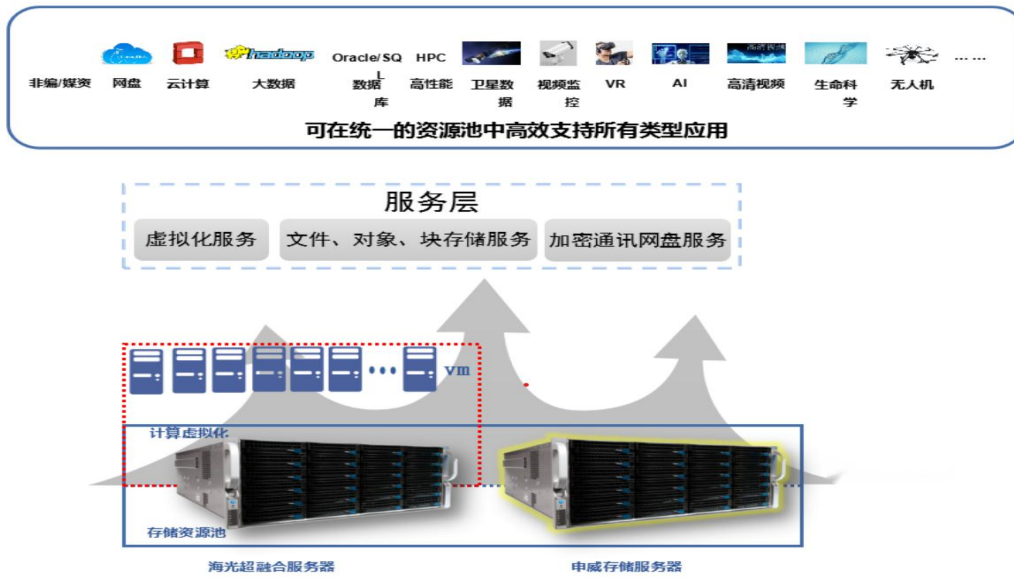 hadoop
Oracle/SQL HPC
非编/媒资 网盘 云计算 大数据 数据库 高性能 卫星数据 视频监控 VR AI 高清视频 生命科学 无人机 ... ...
可在统一的资源池中高效支持所有类型应用
服务层
虚拟化服务 文件、对象、块存储服务 加密通讯网盘服务
vm
计算虚拟化
存储资源池
海光超融合服务器 申威存储服务器